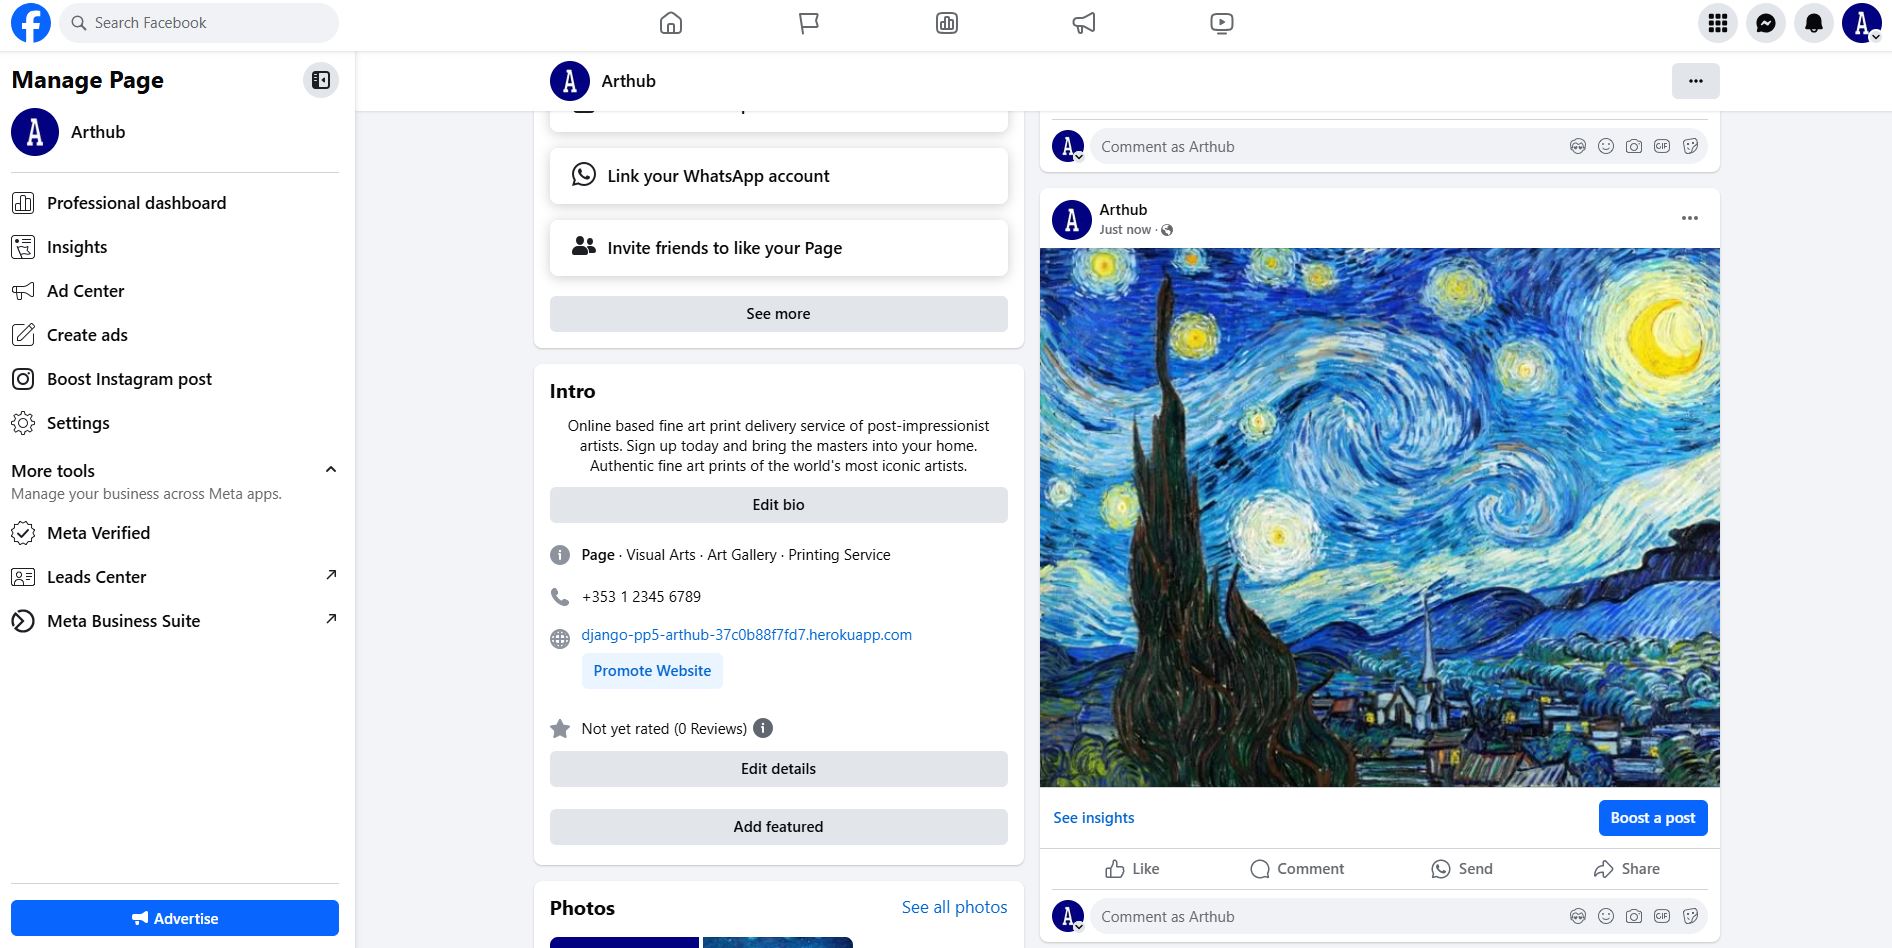 Search Facebook
Manage Page
A Arthub
Professional dashboard
Insights
Ad Center
Create ads
Boost Instagram post
Settings
More tools
Manage your business across Meta apps.
Meta Verified
Leads Center
Meta Business Suite
Advertise
A Arthub
Link your WhatsApp account
Invite friends to like your Page
See more
Intro
Online based fine art print delivery service of post-impressionist
artists. Sign up today and bring the masters into your home.
Authentic fine art prints of the world's most iconic artists.
Edit bio
Page · Visual Arts · Art Gallery · Printing Service
+353 1 2345 6789
django-pp5-arthub-37c0b88f7fd7.herokuapp.com
Promote Website
Not yet rated (0 Reviews)
Edit details
Add featured
Photos
See all photos
A Comment as Arthub GIF
A Arthub
Just now ·
See insights
Boost a post
Like Comment Send Share
A Comment as Arthub GIF